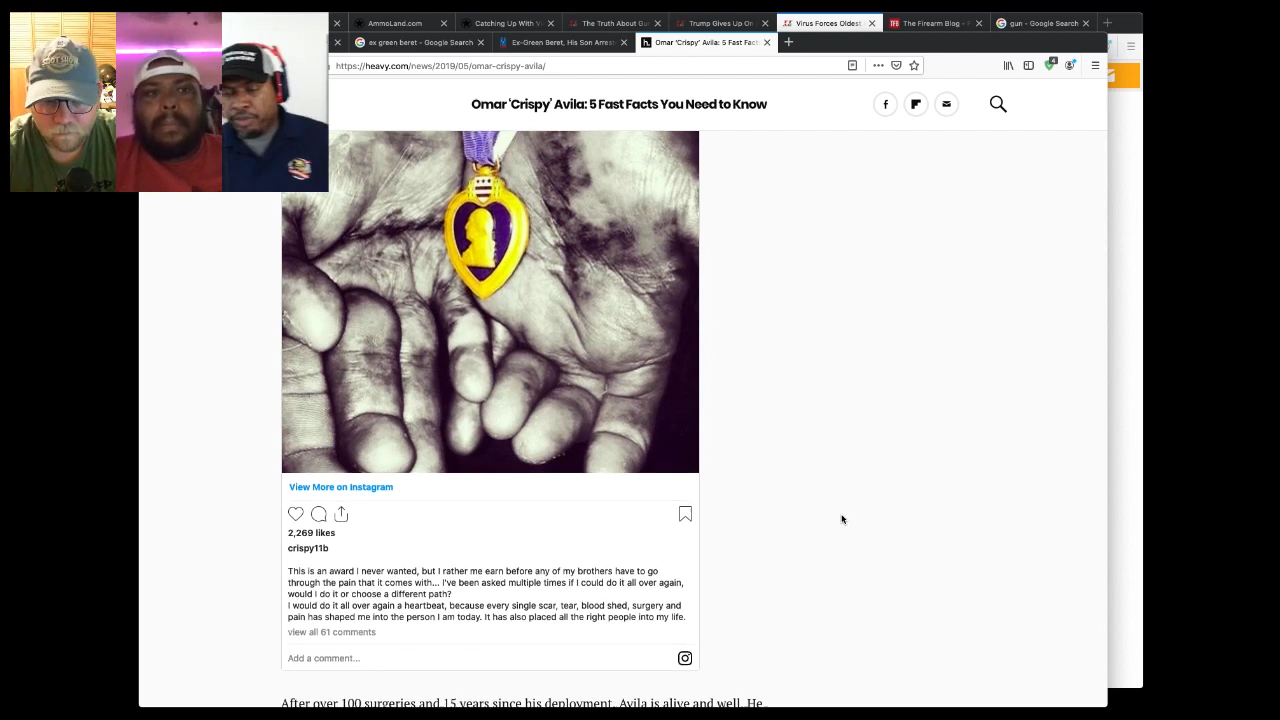 AmmoLand.com
Catching Up With V
The Truth About Gu
Trump Gives Up On
Virus Forces Oldest
The Firearm Blog -
gun - Google Search
ex green beret - Google Search
Ex-Green Beret, His Son Arres
Omar 'Crispy' Avila: 5 Fast Fac
https://heavy.com/news/2019/05/omar-crispy-avila/
Omar 'Crispy' Avila: 5 Fast Facts You Need to Know
View More on Instagram
2,269 likes
crispy11b
This is an award I never wanted, but I rather me earn before any of my brothers have to go
through the pain that it comes with... I've been asked multiple times if I could do it all over again,
would I do it or choose a different path?
I would do it all over again a heartbeat, because every single scar, tear, blood shed, surgery and
pain has shaped me into the person I am today. It has also placed all the right people into my life.
view all 61 comments
Add a comment...
After over 100 surgeries and 15 years since his deployment, Avila is alive and well. He